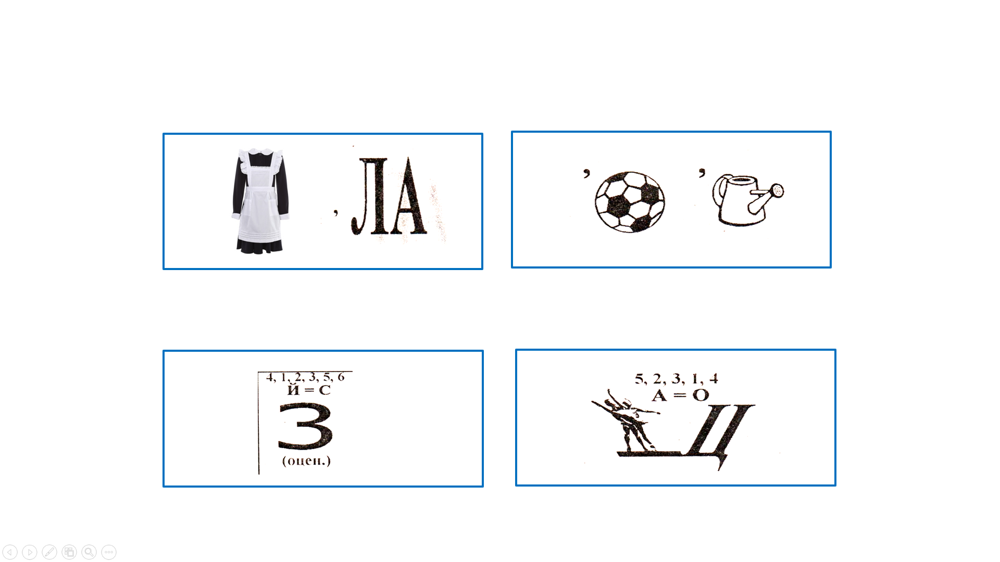 , ЛА
, ,
4, 1, 2, 3, 5, 6
Й = С
3
(оцен.)
5, 2, 3, 1, 4
А = О
Ц